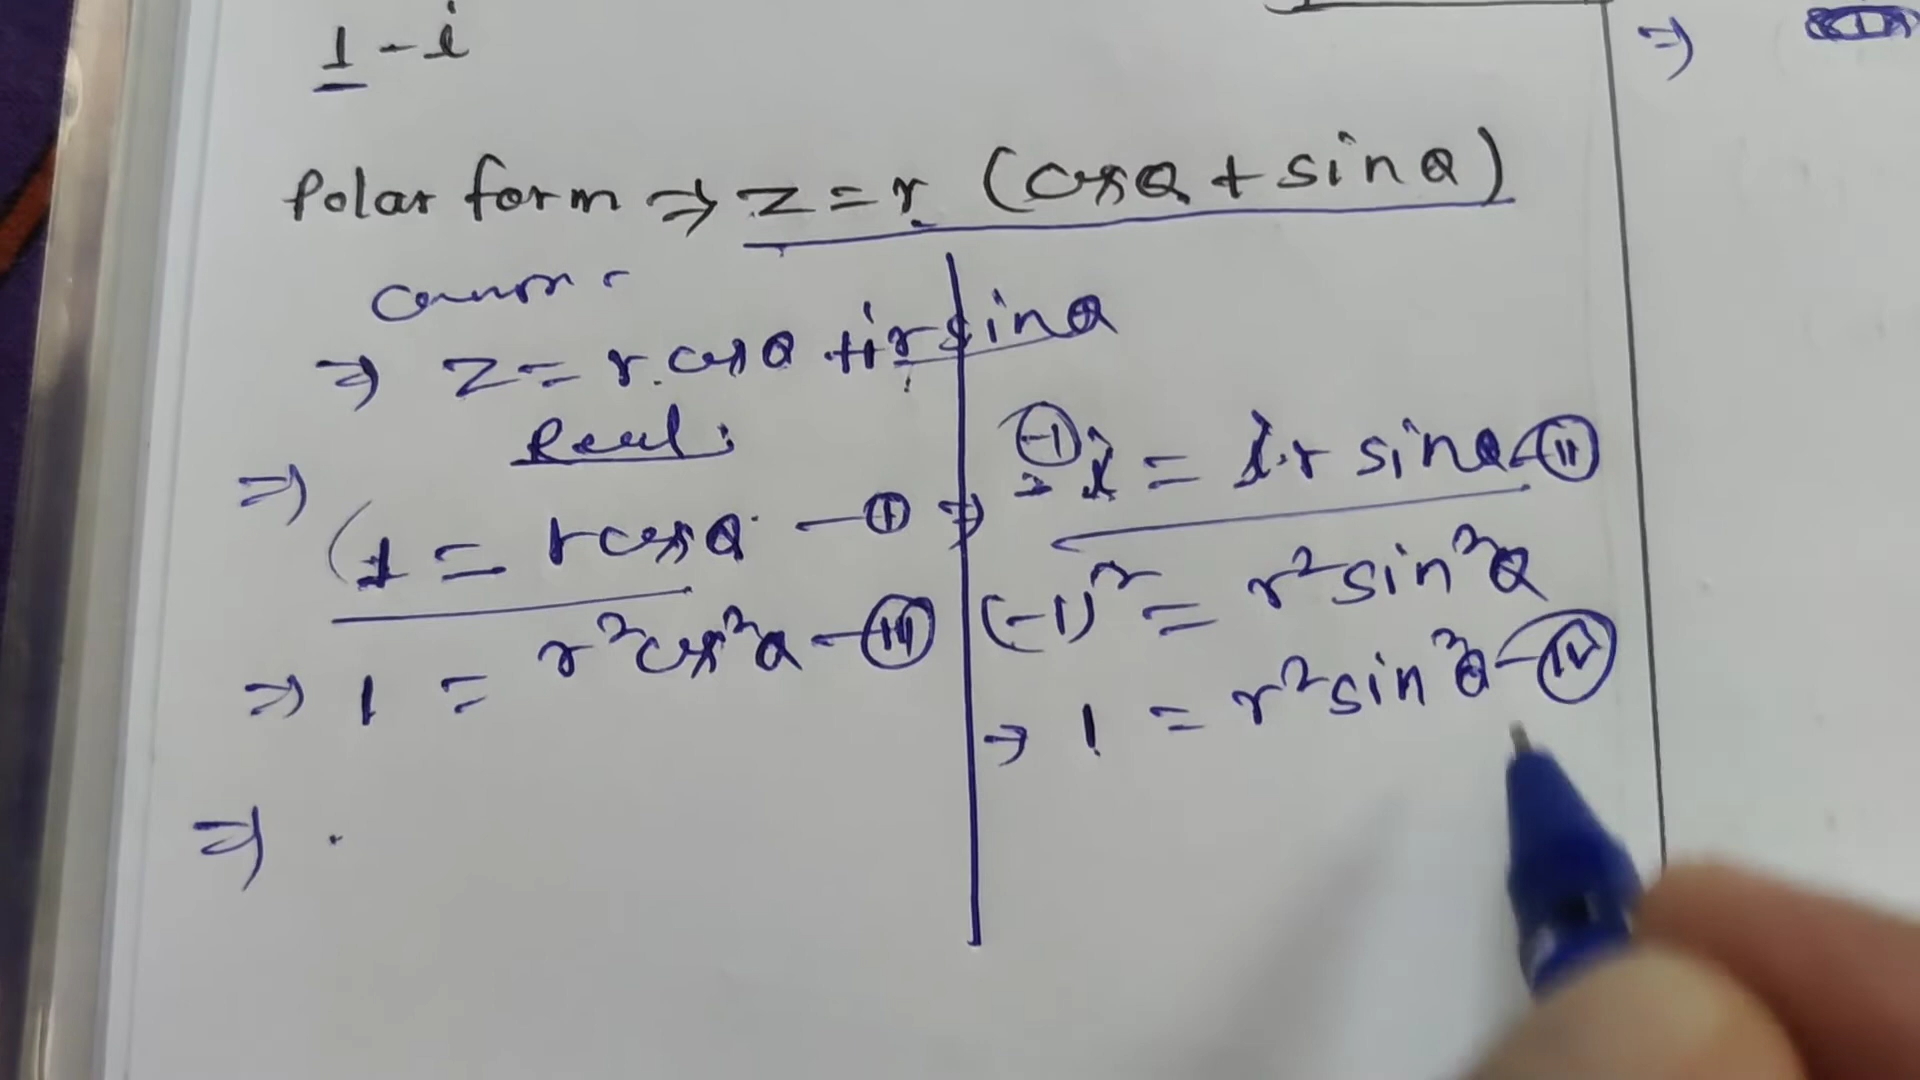 1 - i
Polar form ⇒ z = r (cosθ + sinθ)
⇒ z = r.cosθ + ir sinθ
Real:
⇒ 1 = r cosθ - (I)
⇒ (-1) -i = i.r sinθ - (II)
⇒ 1 = r²cos²θ - (III)
(-1)² = r²sin²θ
→ 1 = r²sin²θ - (IV)
⇒ .
⇒